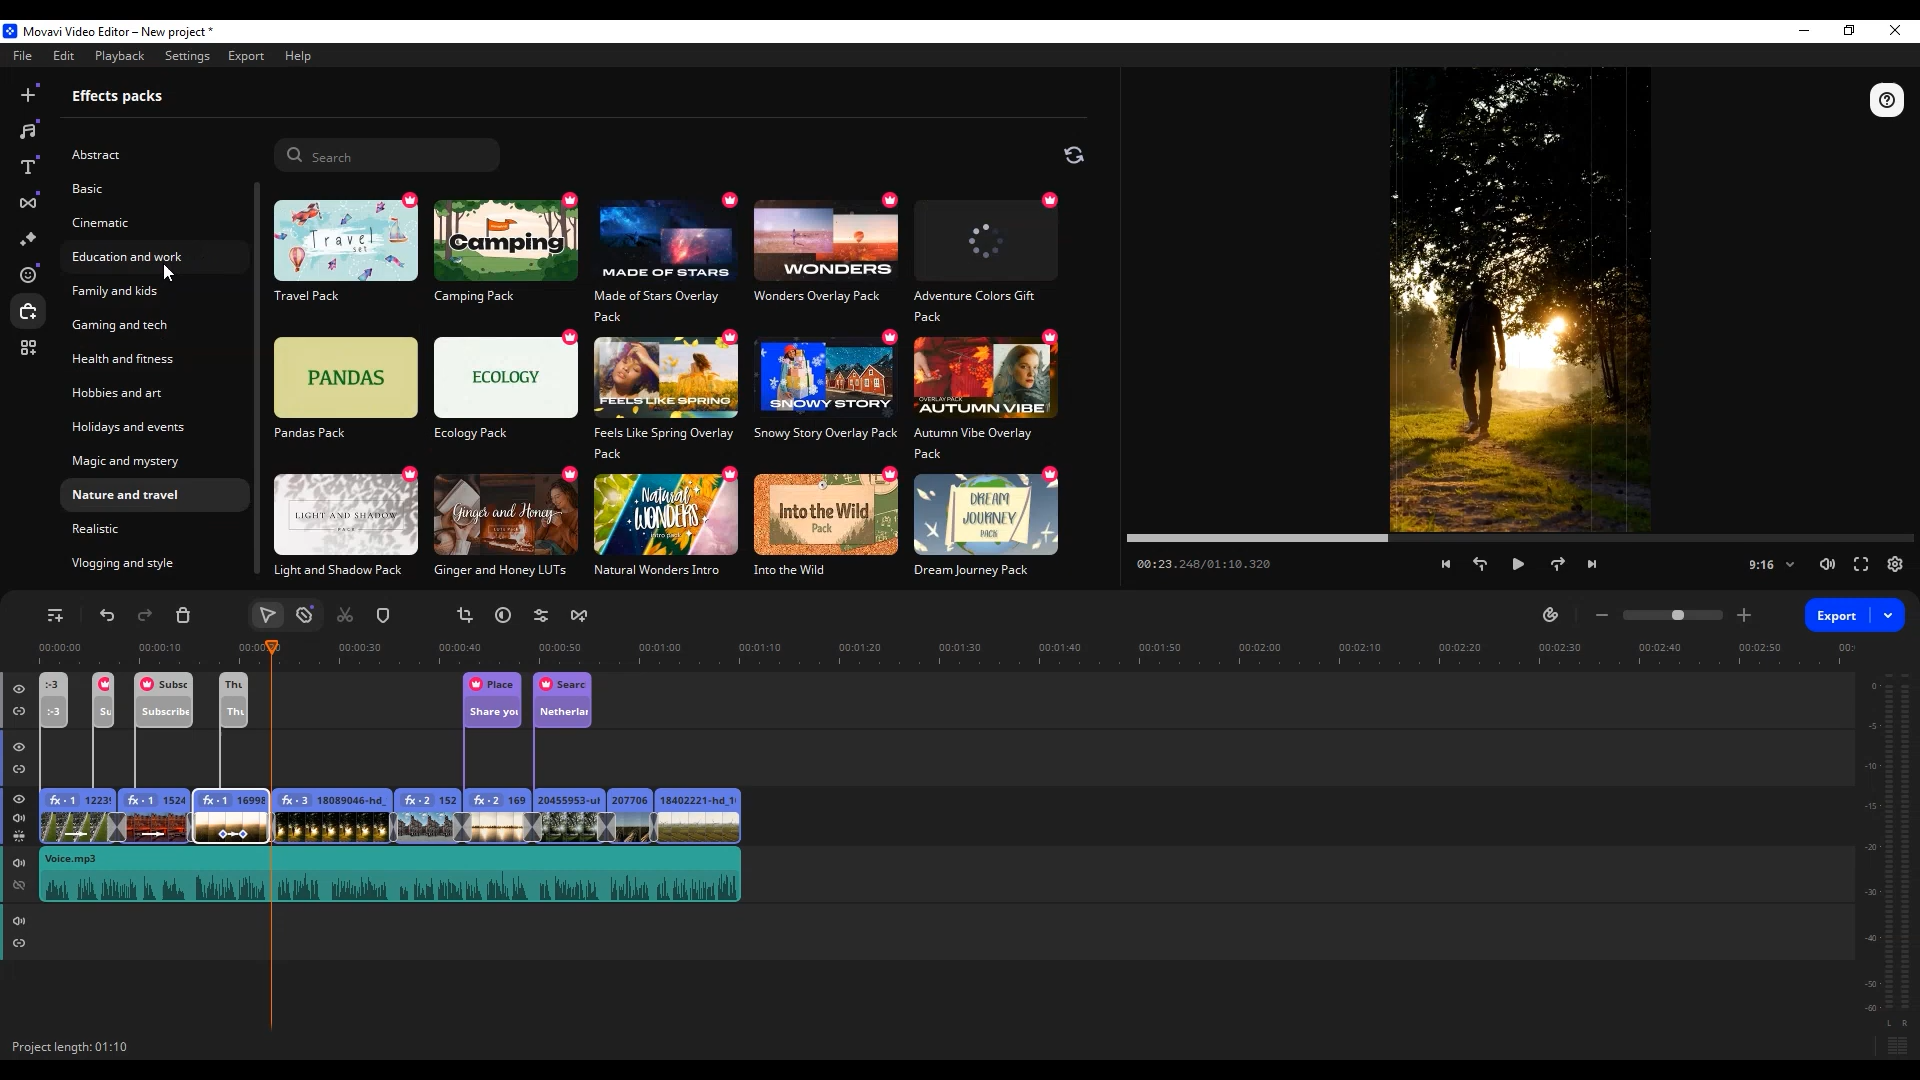 Movavi Video Editor – New project *
File Edit Playback Settings Export Help
Effects packs
Abstract
Basic
Cinematic
Education and work
Family and kids
Gaming and tech
Health and fitness
Hobbies and art
Holidays and events
Magic and mystery
Nature and travel
Realistic
Vlogging and style
Search
Travel
set
Camping
MADE OF STARS
WONDERS
Travel Pack
Camping Pack
Made of Stars Overlay
Pack
Wonders Overlay Pack
Adventure Colors Gift
Pack
PANDAS
ECOLOGY
FEELS LIKE SPRING
SNOWY STORY
OVERLAY PACK
AUTUMN VIBE
Pandas Pack
Ecology Pack
Feels Like Spring Overlay
Pack
Snowy Story Overlay Pack
Autumn Vibe Overlay
Pack
LIGHT AND SHADOW
PACK
Ginger and Honey
LUTs PACK
Natural
WONDERS
intro pack
Into the Wild
Pack
DREAM
JOURNEY
PACK
Light and Shadow Pack
Ginger and Honey LUTs
Natural Wonders Intro
Into the Wild
Dream Journey Pack
00:23.248/01:10.320
9:16
Export
00:00:00 00:00:10 00:00:30 00:00:40 00:00:50 00:01:00 00:01:10 00:01:20 00:01:30 00:01:40 00:01:50 00:02:00 00:02:10 00:02:20 00:02:30 00:02:40 00:02:50 00:
:-3 Subsc Thu Place Searc
:-3 Su Subscribe Thu Share you Netherlan
fx · 1 1223 fx · 1 1524 fx · 1 16998 fx · 3 18089046-hd_ fx · 2 152 fx · 2 169 20455953-uh 207706 18402221-hd_1
Voice.mp3
0
-5
-10
-15
-20
-30
-40
-50
-60
L R
Project length: 01:10